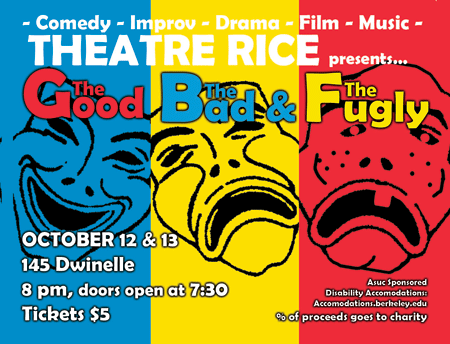 - Comedy - Improv - Drama - Film - Music -
THEATRE RICE presents...
The Good The Bad & The Fugly
OCTOBER 12 & 13
145 Dwinelle
8 pm, doors open at 7:30
Tickets $5
Asuc Sponsored
Disability Accomodations:
Accomodations.berkeley.edu
% of proceeds goes to charity